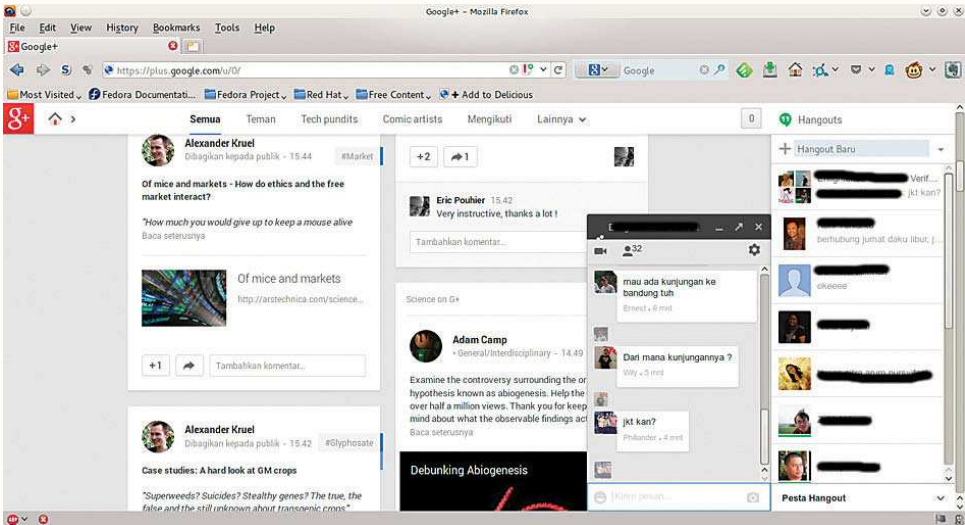 Google+ - Mozilla Firefox
File Edit View History Bookmarks Tools Help
Google+
https://plus.google.com/u/0/
Google
Most Visited
Fedora Documentati...
Fedora Project
Red Hat
Free Content
+ Add to Delicious
Semua Teman Tech pundits Comic artists Mengikuti Lainnya
0
Alexander Kruel
Dibagikan kepada publik - 15.44 #Market
Of mice and markets - How do ethics and the free
market interact?
"How much you would give up to keep a mouse alive
Baca seterusnya
Of mice and markets
http://arstechnica.com/science...
+1
Tambahkan komentar...
Alexander Kruel
Dibagikan kepada publik - 15.42 #Glyphosate
Case studies: A hard look at GM crops
"Superweeds? Suicides? Stealthy genes? The true, the
false and the still unknown about transgenic crops"
+2
1
Eric Pouhier 15.42
Very instructive, thanks a lot !
Tambahkan komentar...
Science on G+
Adam Camp
General/Interdisciplinary - 14.49
Examine the controversy surrounding the or
hypothesis known as abiogenesis. Help the
over half a million views. Thank you for keep
mind about what the observable findings act
Baca seterusnya
Debunking Abiogenesis
32
mau ada kunjungan ke
bandung tuh
Ernest • 6 mnt
Dari mana kunjungannya ?
Willy • 5 mnt
jkt kan?
Philander • 4 mnt
Kirim pesan...
Hangouts
Hangout Baru
Verif...
jkt kan?
berhubung jumat daku libur, j...
okeeee
Pesta Hangout